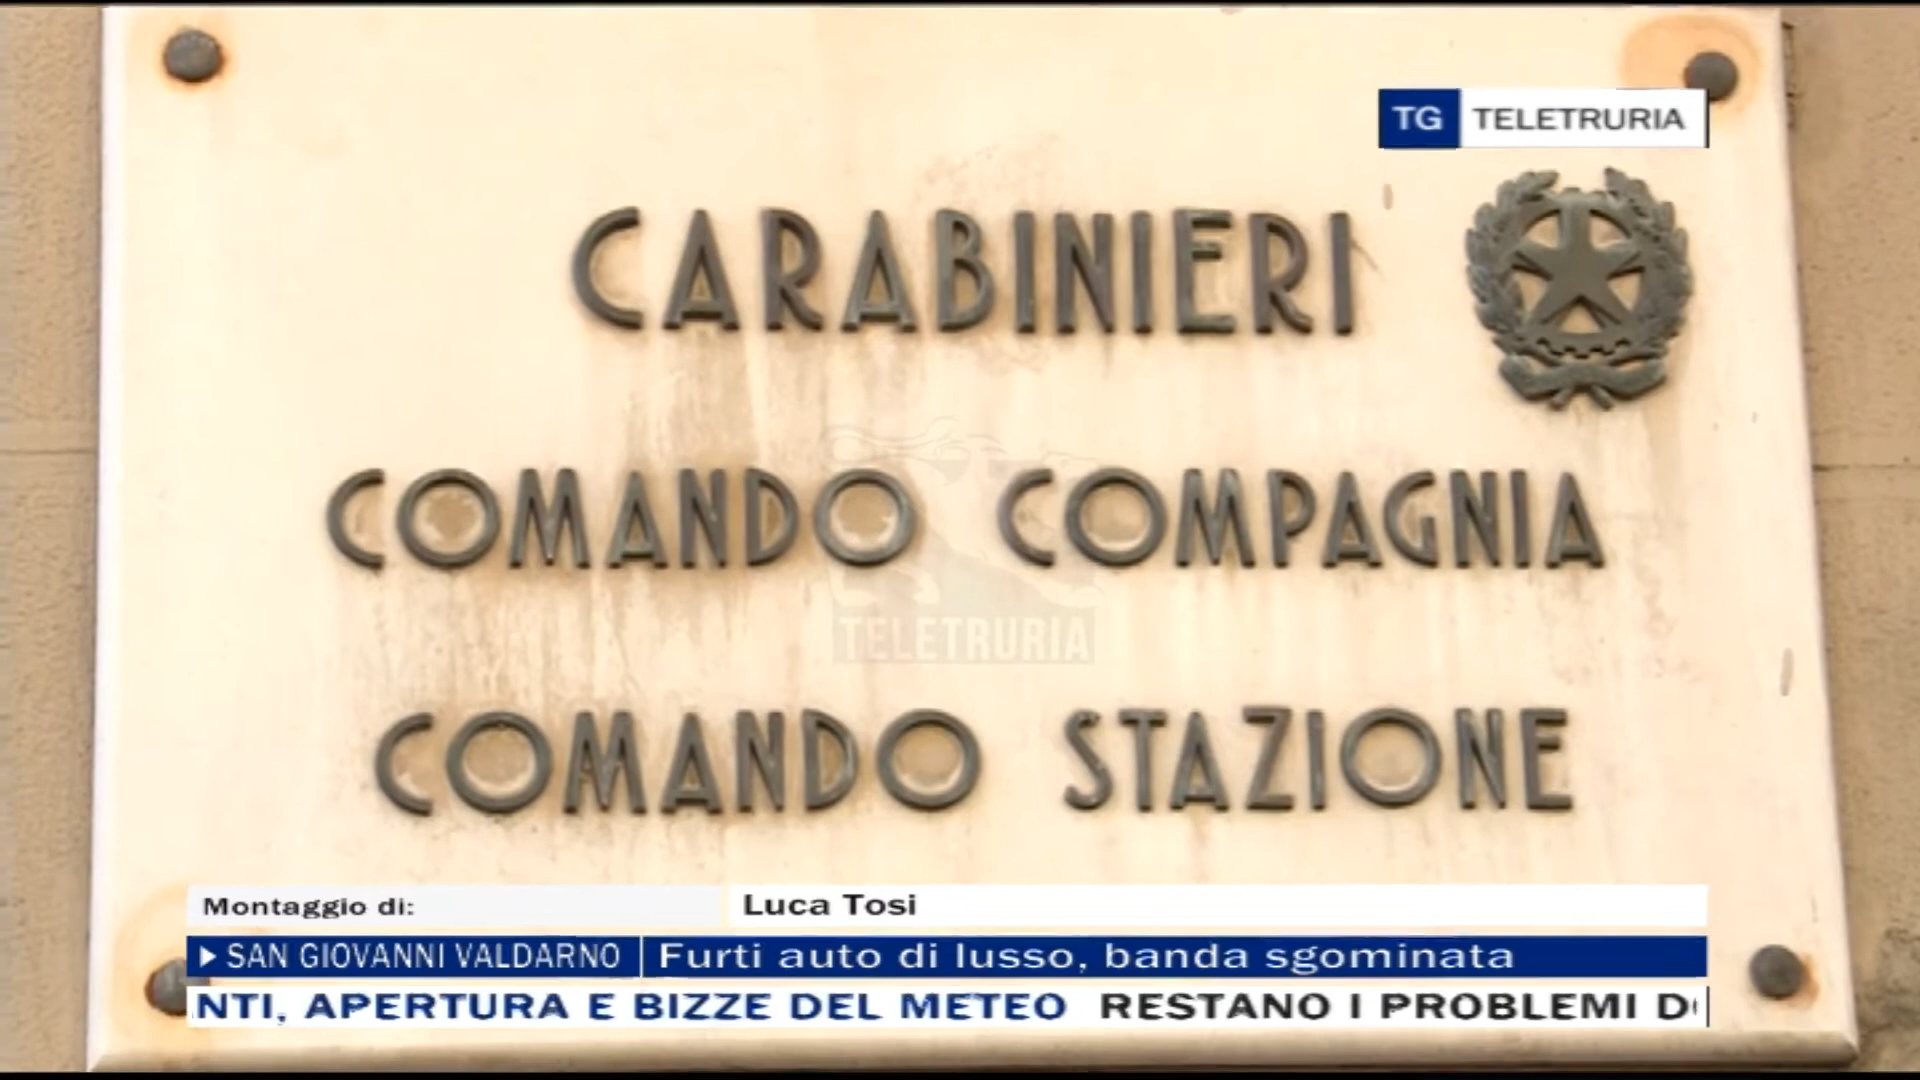 TG TELETRURIA
CARABINIERI
COMANDO COMPAGNIA
TELETRURIA
COMANDO STAZIONE
Montaggio di: Luca Tosi
SAN GIOVANNI VALDARNO Furti auto di lusso, banda sgominata
APERTURA E BIZZE DEL METEO RESTANO I PROBLEMI